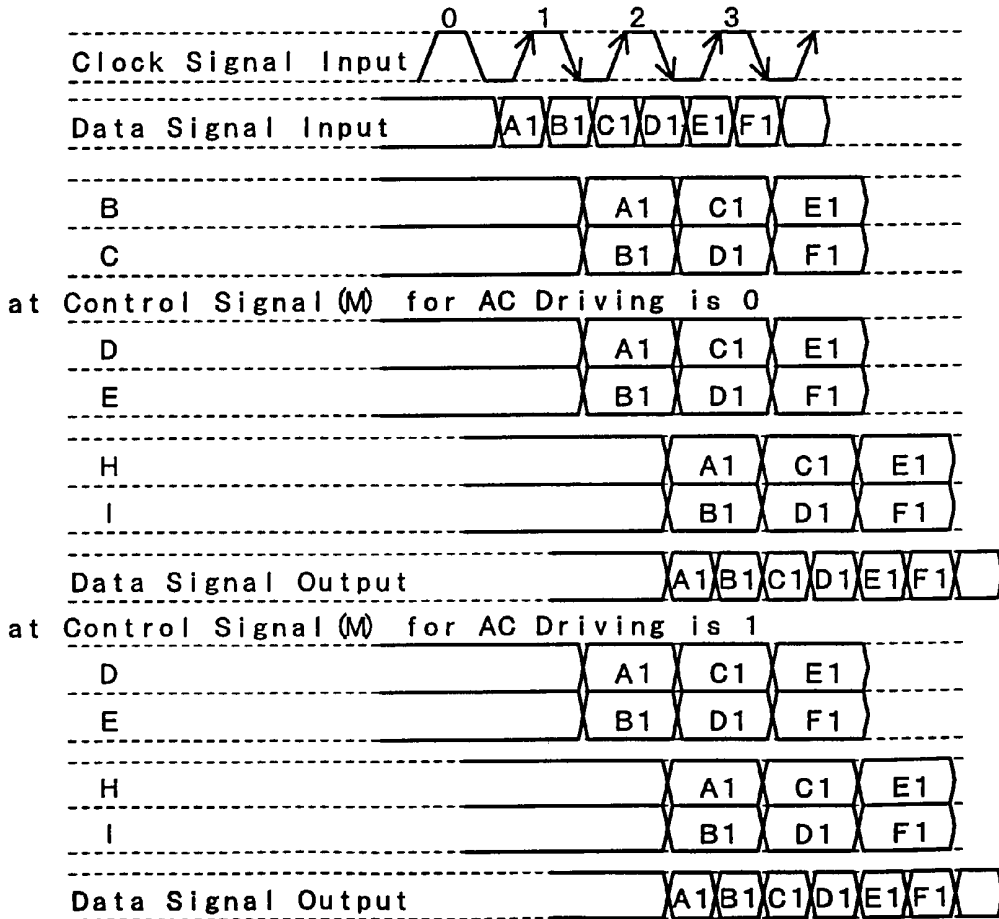 0 1 2 3
Clock Signal Input
Data Signal Input A1 B1 C1 D1 E1 F1
B A1 C1 E1
C B1 D1 F1
at Control Signal(M) for AC Driving is 0
D A1 C1 E1
E B1 D1 F1
H A1 C1 E1
I B1 D1 F1
Data Signal Output A1 B1 C1 D1 E1 F1
at Control Signal(M) for AC Driving is 1
D A1 C1 E1
E B1 D1 F1
H A1 C1 E1
I B1 D1 F1
Data Signal Output A1 B1 C1 D1 E1 F1